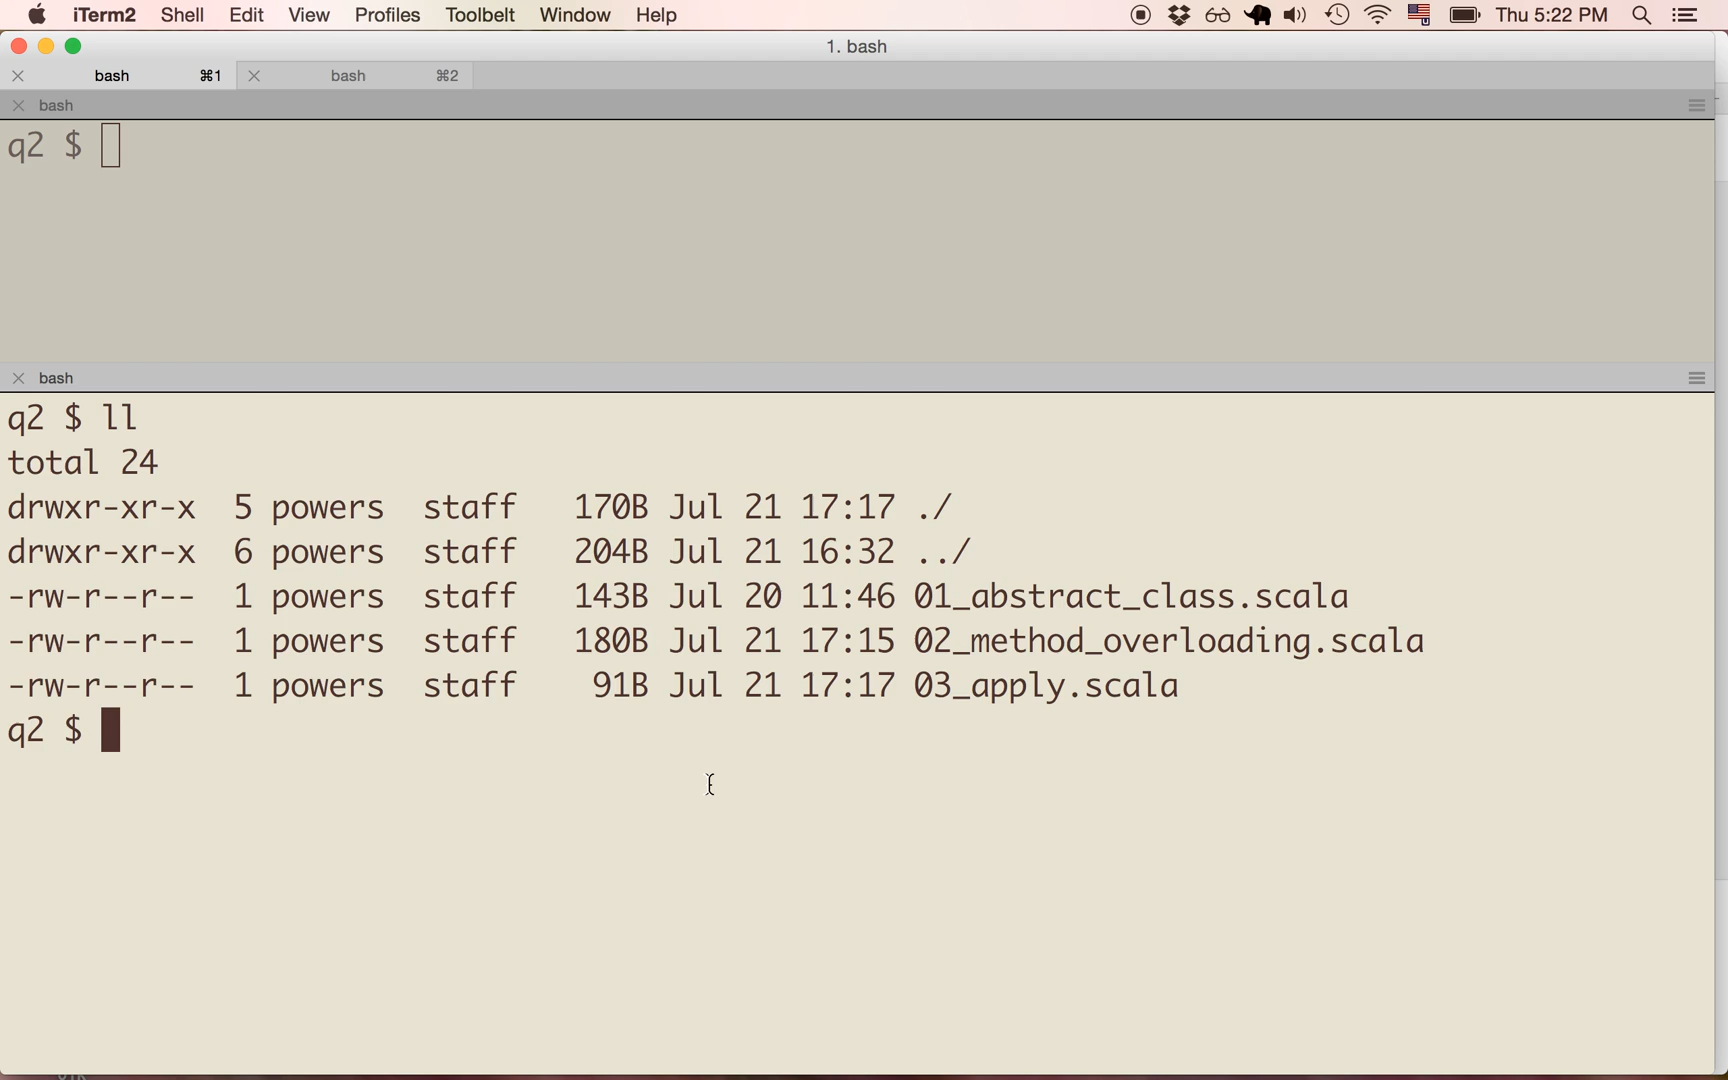 iTerm2 Shell Edit View Profiles Toolbelt Window Help Thu 5:22 PM
1. bash
bash ⌘1 bash ⌘2
bash
q2 $
bash
q2 $ ll
total 24
drwxr-xr-x  5 powers  staff   170B Jul 21 17:17 ./
drwxr-xr-x  6 powers  staff   204B Jul 21 16:32 ../
-rw-r--r--  1 powers  staff   143B Jul 20 11:46 01_abstract_class.scala
-rw-r--r--  1 powers  staff   180B Jul 21 17:15 02_method_overloading.scala
-rw-r--r--  1 powers  staff    91B Jul 21 17:17 03_apply.scala
q2 $